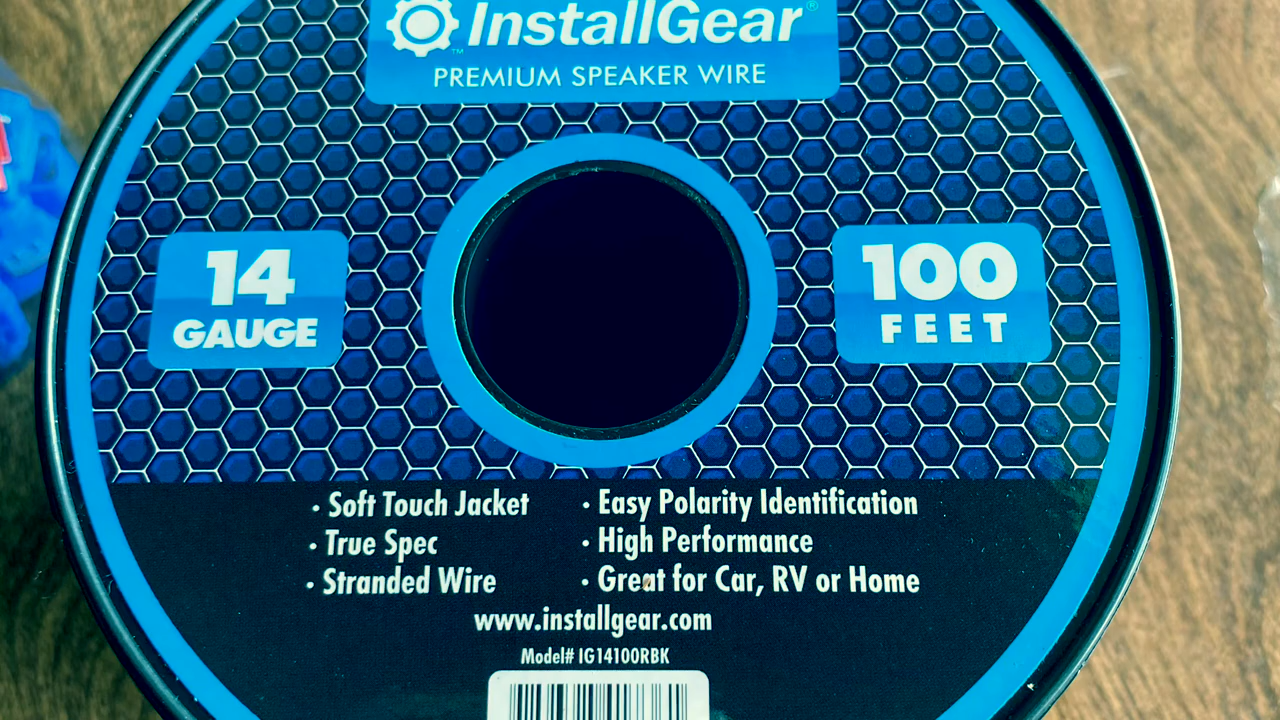 InstallGear®
™
PREMIUM SPEAKER WIRE
14
GAUGE
100
FEET
· Soft Touch Jacket
· True Spec
· Stranded Wire
· Easy Polarity Identification
· High Performance
· Great for Car, RV or Home
www.installgear.com
Model# IG14100RBK